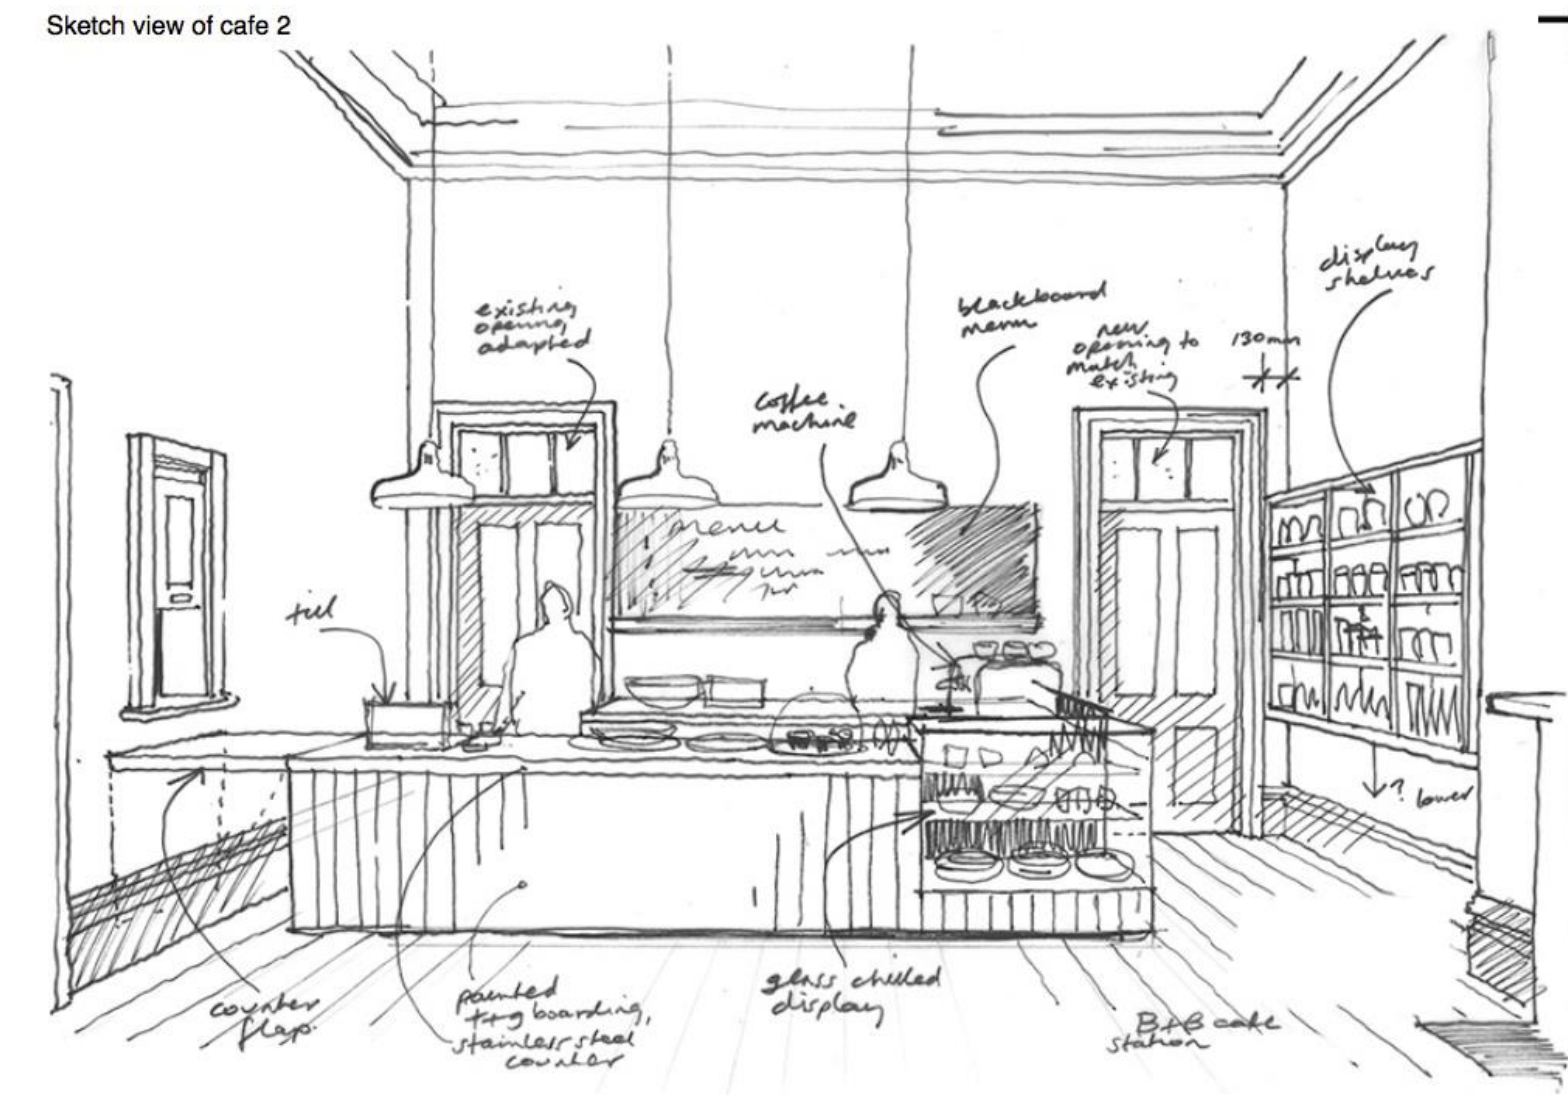 Sketch view of cafe 2
display
shelves
existing
opening
adapted
blackboard
menu
new
opening to
match
existing
130mm
coffee
machine
menu
till
? lower
counter
flap.
painted
t+g boarding,
stainless steel
counter
glass chilled
display
B+B cafe
station